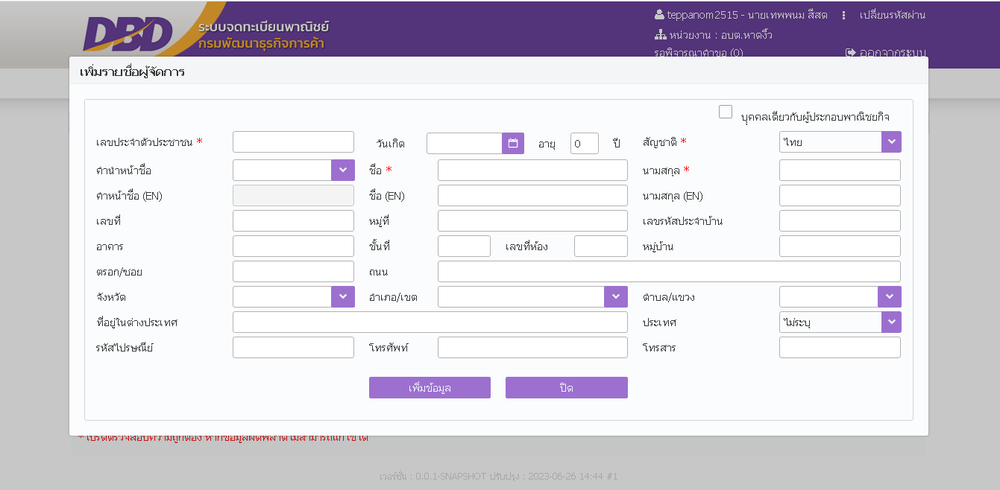 DBD
ระบบจดทะเบียนพาณิชย์
กรมพัฒนาธุรกิจการค้า
teppanom2515 - นายเทพพนม สีสด ⋮ เปลี่ยนรหัสผ่าน
หน่วยงาน : อบต.หาดงิ้ว
รอพิจารณาคำขอ (0) ออกจากระบบ
เพิ่มรายชื่อผู้จัดการ
บุคคลเดียวกับผู้ประกอบพาณิชยกิจ
เลขประจำตัวประชาชน * วันเกิด อายุ 0 ปี สัญชาติ * ไทย
คำนำหน้าชื่อ ชื่อ * นามสกุล *
คำหน้าชื่อ (EN) ชื่อ (EN) นามสกุล (EN)
เลขที่ หมู่ที่ เลขรหัสประจำบ้าน
อาคาร ชั้นที่ เลขที่ห้อง หมู่บ้าน
ตรอก/ซอย ถนน
จังหวัด อำเภอ/เขต ตำบล/แขวง
ที่อยู่ในต่างประเทศ ประเทศ ไม่ระบุ
รหัสไปรษณีย์ โทรศัพท์ โทรสาร
เพิ่มข้อมูล ปิด
* โปรดตรวจสอบความถูกต้อง หากข้อมูลผิดพลาดไม่สามารถแก้ไขได้
เวอร์ชั่น : 0.0.1-SNAPSHOT ปรับปรุง : 2023-06-26 14:44 #1